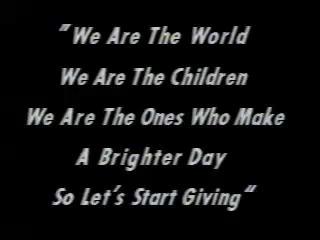 "We Are The World
We Are The Children
We Are The Ones Who Make
A Brighter Day
So Let's Start Giving"